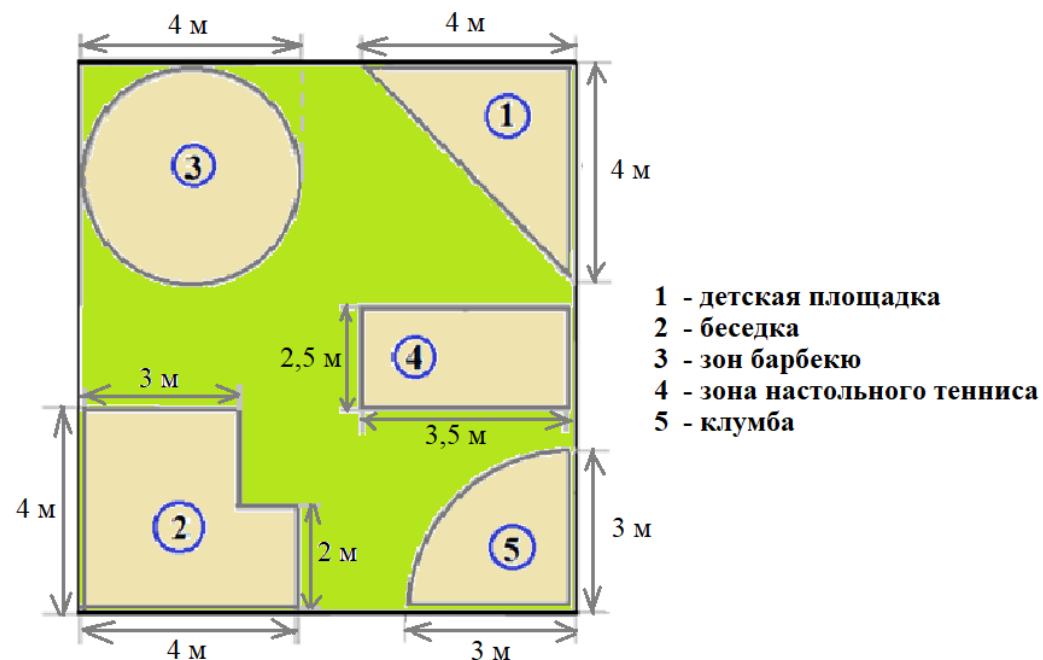 4 м
4 м
1
3
4 м
1 - детская площадка
2 - беседка
3 - зон барбекю
4 - зона настольного тенниса
5 - клумба
2,5 м
4
3 м
3,5 м
4 м
2
2 м
5
3 м
4 м
3 м